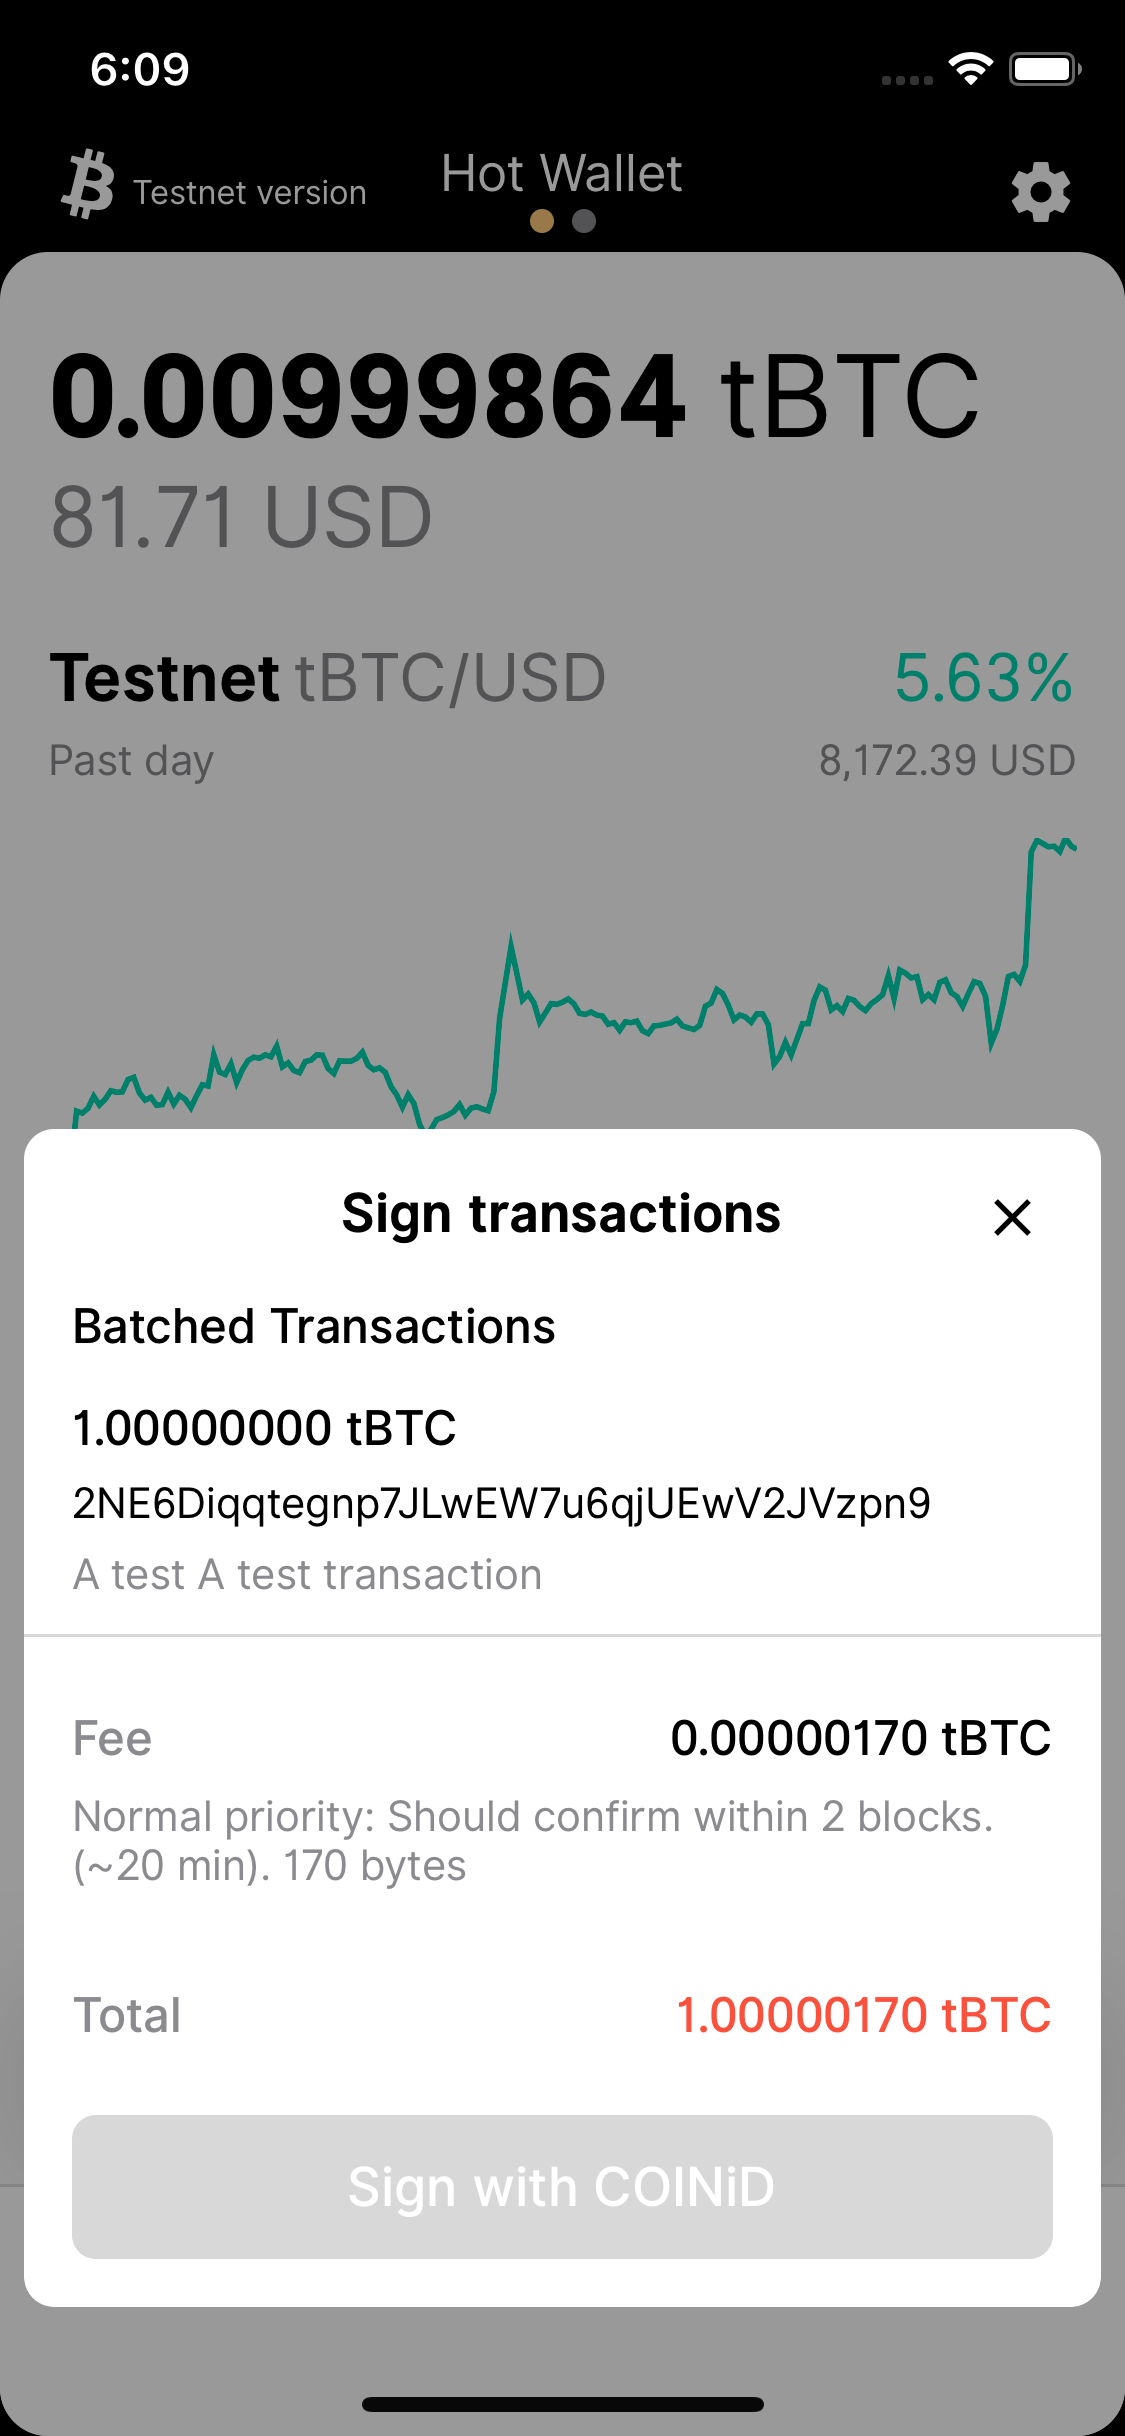 6:09
Testnet version
Hot Wallet
0.00999864 tBTC
81.71 USD
Testnet tBTC/USD
5.63%
Past day
8,172.39 USD
Sign transactions
Batched Transactions
1.00000000 tBTC
2NE6Diqqtegnp7JLwEW7u6qjUEwV2JVzpn9
A test A test transaction
Fee
0.00000170 tBTC
Normal priority: Should confirm within 2 blocks.
(~20 min). 170 bytes
Total
1.00000170 tBTC
Sign with COINiD